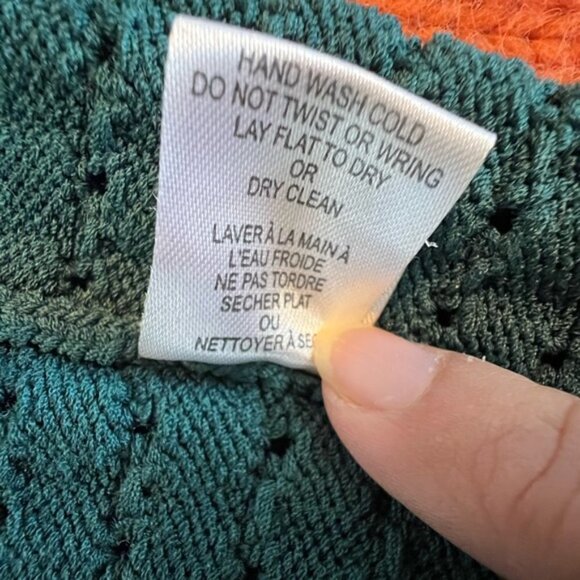 HAND WASH COLD
DO NOT TWIST OR WRING
LAY FLAT TO DRY
OR
DRY CLEAN
LAVER À LA MAIN À
L'EAU FROIDE
NE PAS TORDRE
SECHER PLAT
OU
NETTOYER À